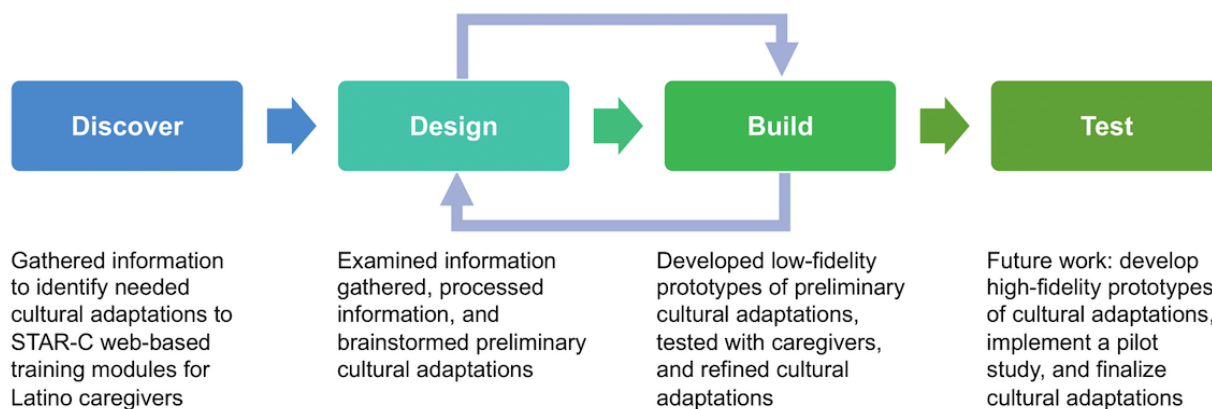 Discover
Design
Build
Test
Gathered information
to identify needed
cultural adaptations to
STAR-C web-based
training modules for
Latino caregivers
Examined information
gathered, processed
information, and
brainstormed preliminary
cultural adaptations
Developed low-fidelity
prototypes of preliminary
cultural adaptations,
tested with caregivers,
and refined cultural
adaptations
Future work: develop
high-fidelity prototypes
of cultural adaptations,
implement a pilot
study, and finalize
cultural adaptations